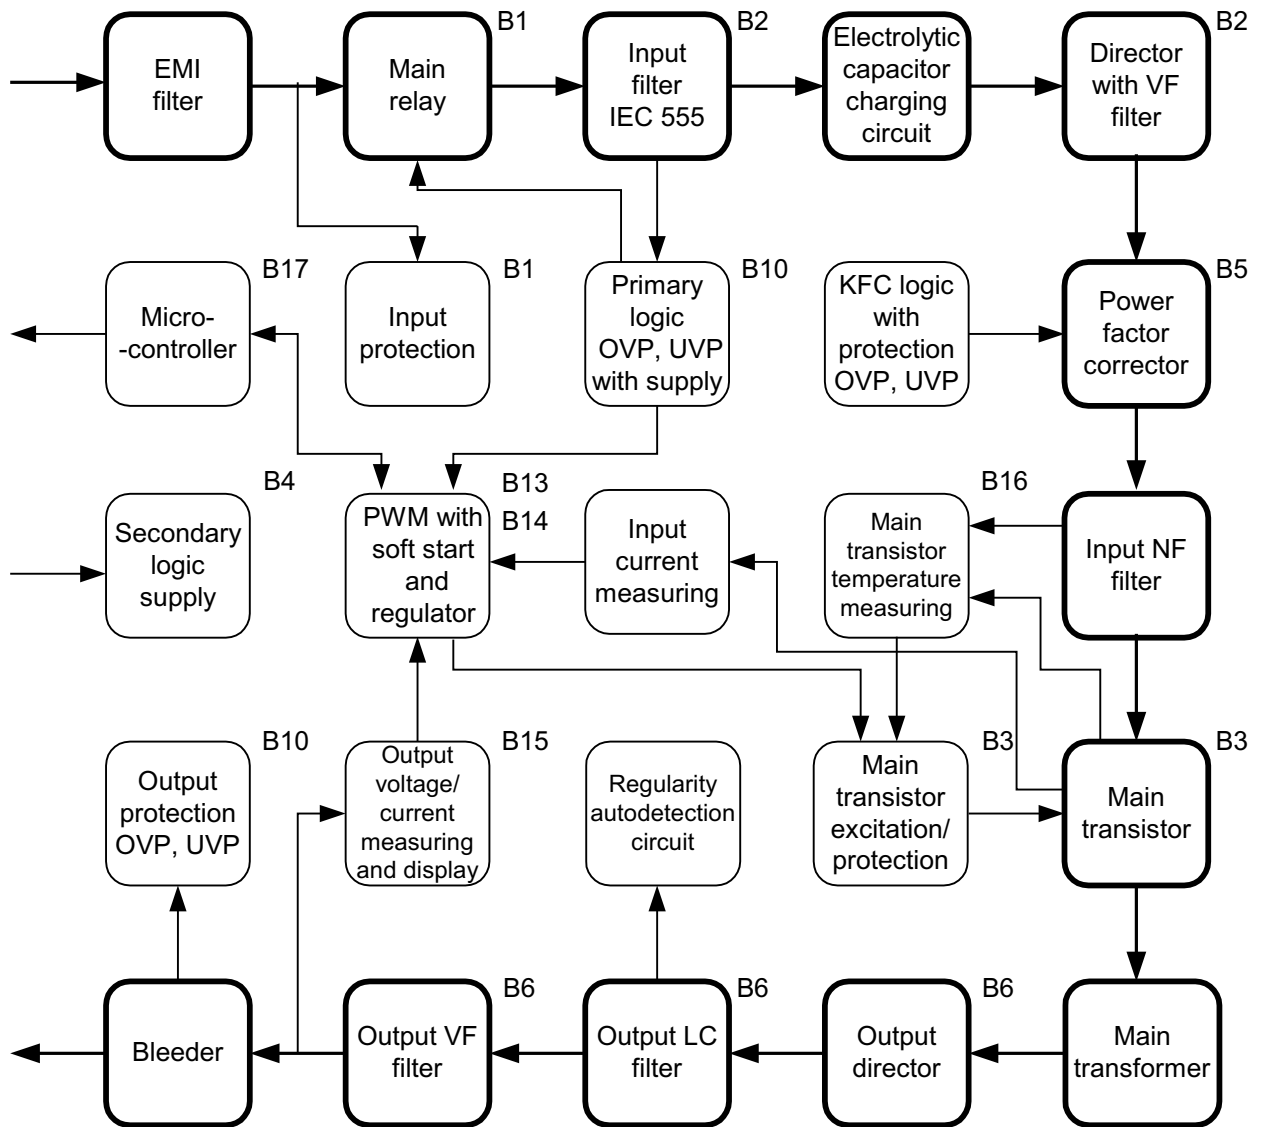 EMI
filter
B1
Main
relay
B2
Input
filter
IEC 555
Electrolytic
capacitor
charging
circuit
B2
Director
with VF
filter
B17
Micro-
-controller
B1
Input
protection
B10
Primary
logic
OVP, UVP
with supply
KFC logic
with
protection
OVP, UVP
B5
Power
factor
corrector
B4
Secondary
logic
supply
B13
B14
PWM with
soft start
and
regulator
Input
current
measuring
B16
Main
transistor
temperature
measuring
Input NF
filter
B10
Output
protection
OVP, UVP
B15
Output
voltage/
current
measuring
and display
Regularity
autodetection
circuit
B3
Main
transistor
excitation/
protection
B3
Main
transistor
Bleeder
B6
Output VF
filter
B6
Output LC
filter
B6
Output
director
Main
transformer